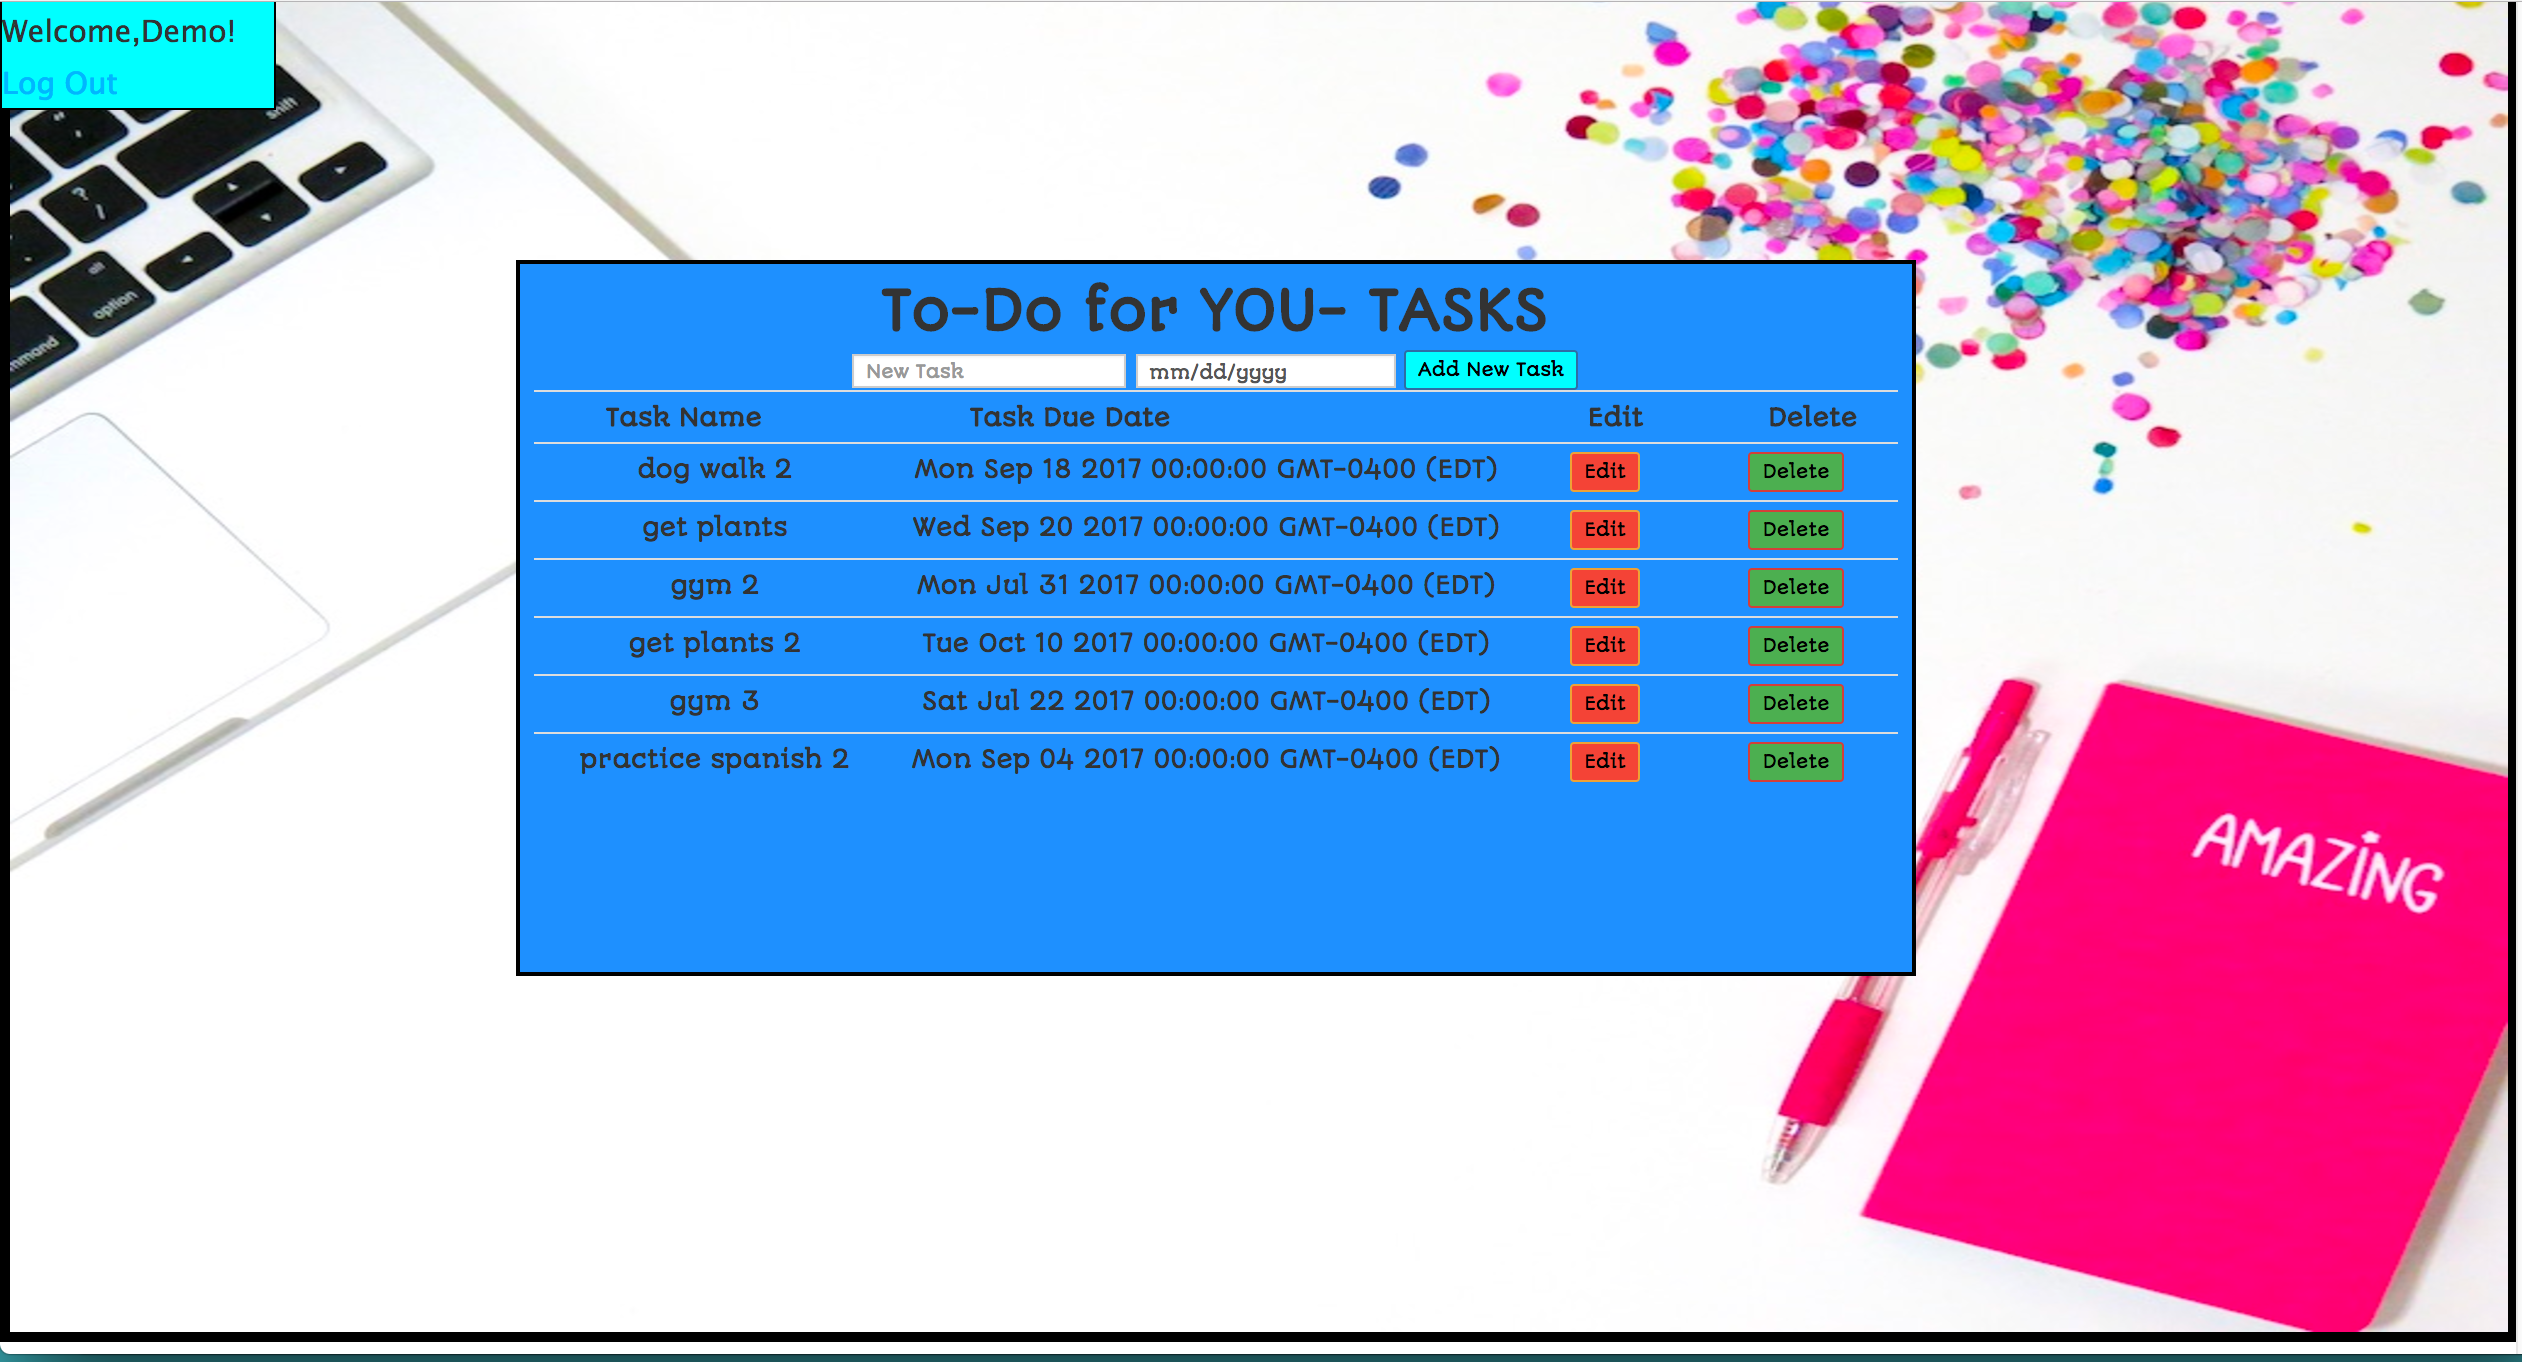 Welcome,Demo!
Log Out
shift
option
alt
mmand
To-Do for YOU- TASKS
New Task mm/dd/yyyy Add New Task
Task Name Task Due Date Edit Delete
dog walk 2 Mon Sep 18 2017 00:00:00 GMT-0400 (EDT) Edit Delete
get plants Wed Sep 20 2017 00:00:00 GMT-0400 (EDT) Edit Delete
gym 2 Mon Jul 31 2017 00:00:00 GMT-0400 (EDT) Edit Delete
get plants 2 Tue Oct 10 2017 00:00:00 GMT-0400 (EDT) Edit Delete
gym 3 Sat Jul 22 2017 00:00:00 GMT-0400 (EDT) Edit Delete
practice spanish 2 Mon Sep 04 2017 00:00:00 GMT-0400 (EDT) Edit Delete
AMAZING